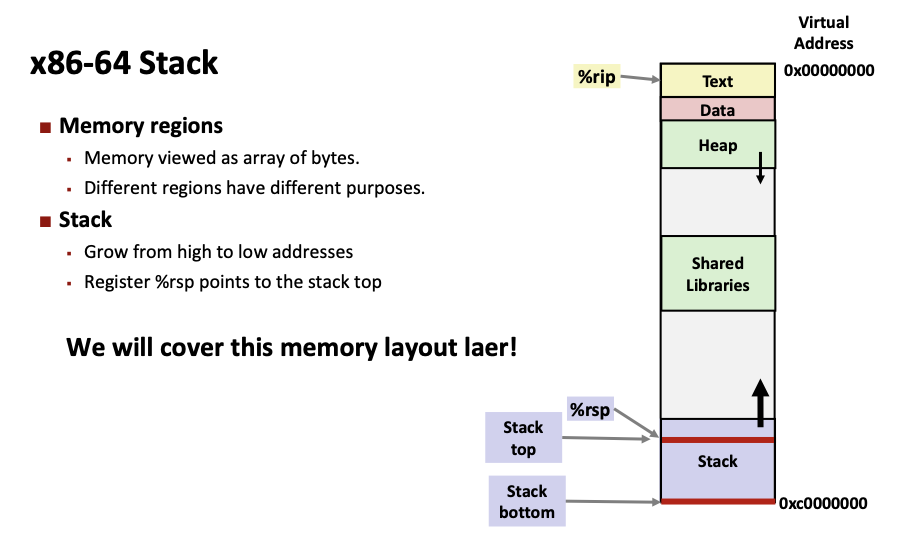 x86-64 Stack
Memory regions
Memory viewed as array of bytes.
Different regions have different purposes.
Stack
Grow from high to low addresses
Register %rsp points to the stack top
We will cover this memory layout laer!
Virtual
Address
0x00000000
%rip
Text
Data
Heap
Shared
Libraries
%rsp
Stack
top
Stack
Stack
bottom
0xc0000000